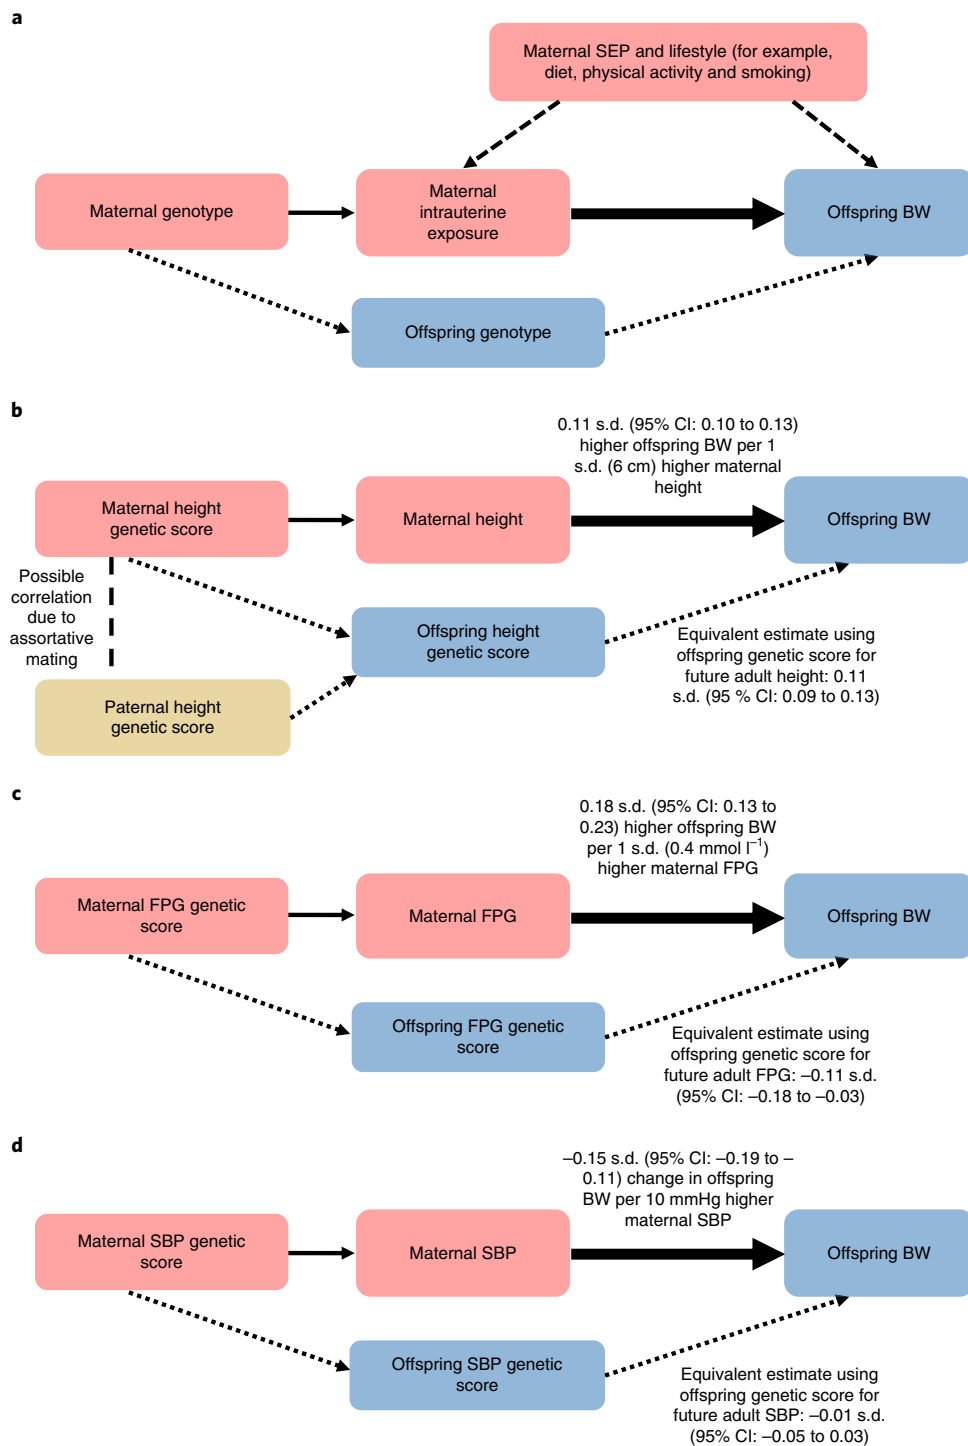 a
Maternal SEP and lifestyle (for example,
diet, physical activity and smoking)
Maternal genotype
Maternal
intrauterine
exposure
Offspring BW
Offspring genotype
b
0.11 s.d. (95% CI: 0.10 to 0.13)
higher offspring BW per 1
s.d. (6 cm) higher maternal
height
Maternal height
genetic score
Maternal height
Offspring BW
Possible
correlation
due to
assortative
mating
Offspring height
genetic score
Equivalent estimate using
offspring genetic score for
future adult height: 0.11
s.d. (95 % CI: 0.09 to 0.13)
Paternal height
genetic score
c
0.18 s.d. (95% CI: 0.13 to
0.23) higher offspring BW
per 1 s.d. (0.4 mmol l⁻¹)
higher maternal FPG
Maternal FPG genetic
score
Maternal FPG
Offspring BW
Offspring FPG genetic
score
Equivalent estimate using
offspring genetic score for
future adult FPG: –0.11 s.d.
(95% CI: –0.18 to –0.03)
d
–0.15 s.d. (95% CI: –0.19 to –
0.11) change in offspring
BW per 10 mmHg higher
maternal SBP
Maternal SBP genetic
score
Maternal SBP
Offspring BW
Offspring SBP genetic
score
Equivalent estimate using
offspring genetic score for
future adult SBP: –0.01 s.d.
(95% CI: –0.05 to 0.03)